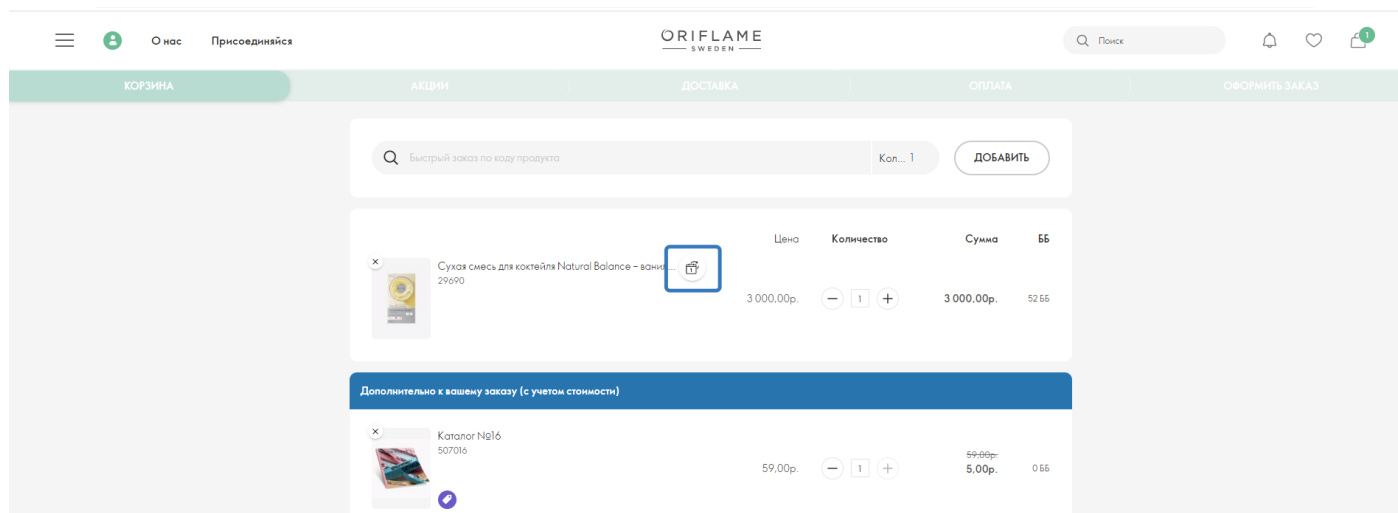 О нас Присоединяйся ORIFLAME Поиск 1
SWEDEN
КОРЗИНА АКЦИИ ДОСТАВКА ОПЛАТА ОФОРМИТЬ ЗАКАЗ
Быстрый заказ по коду продукта Кол... 1 ДОБАВИТЬ
Цена Количество Сумма ББ
Сухая смесь для коктейля Natural Balance – ванил... 1
29690
3 000,00р. 1 3 000,00р. 52 ББ
Дополнительно к вашему заказу (с учетом стоимости)
Каталог №16
507016
59,00р.
59,00р. 1 5,00р. 0 ББ